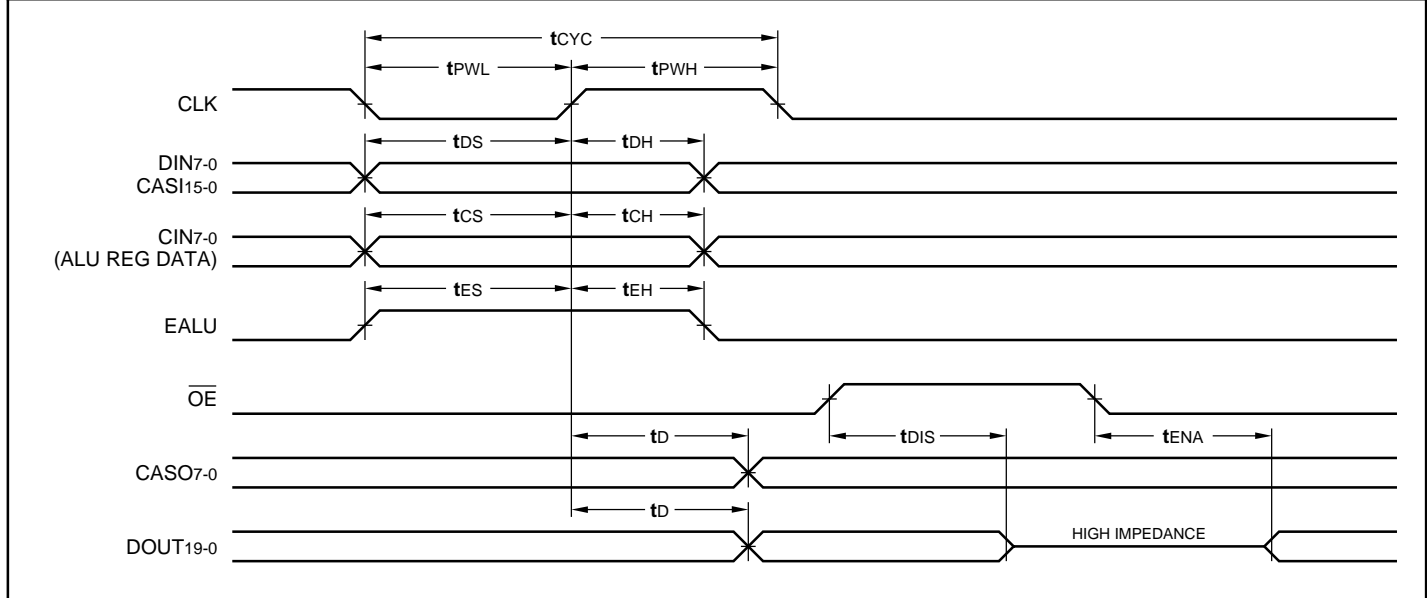 tCYC
tPWL tPWH
CLK
tDS tDH
DIN7-0
CASI15-0
tCS tCH
CIN7-0
(ALU REG DATA)
tES tEH
EALU
OE
tD tDIS tENA
CASO7-0
tD
DOUT19-0 HIGH IMPEDANCE